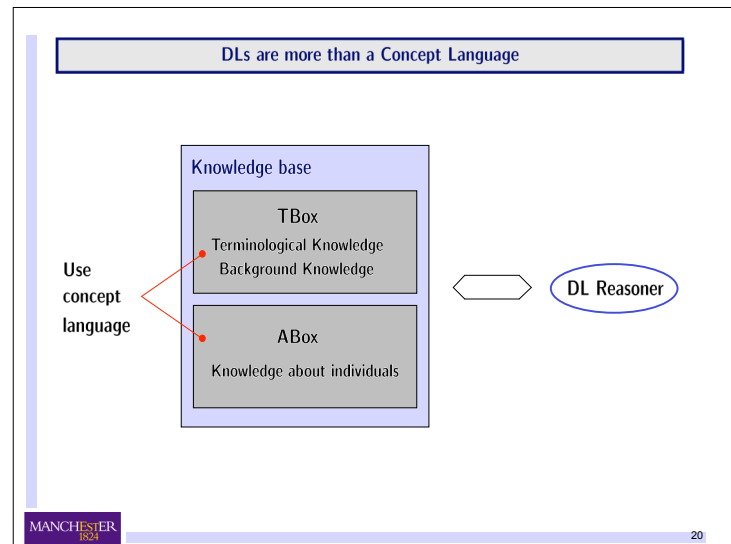 DLs are more than a Concept Language
Knowledge base
TBox
Terminological Knowledge
Background Knowledge
Use
concept
language
DL Reasoner
ABox
Knowledge about individuals
MANCHESTER
1824
20